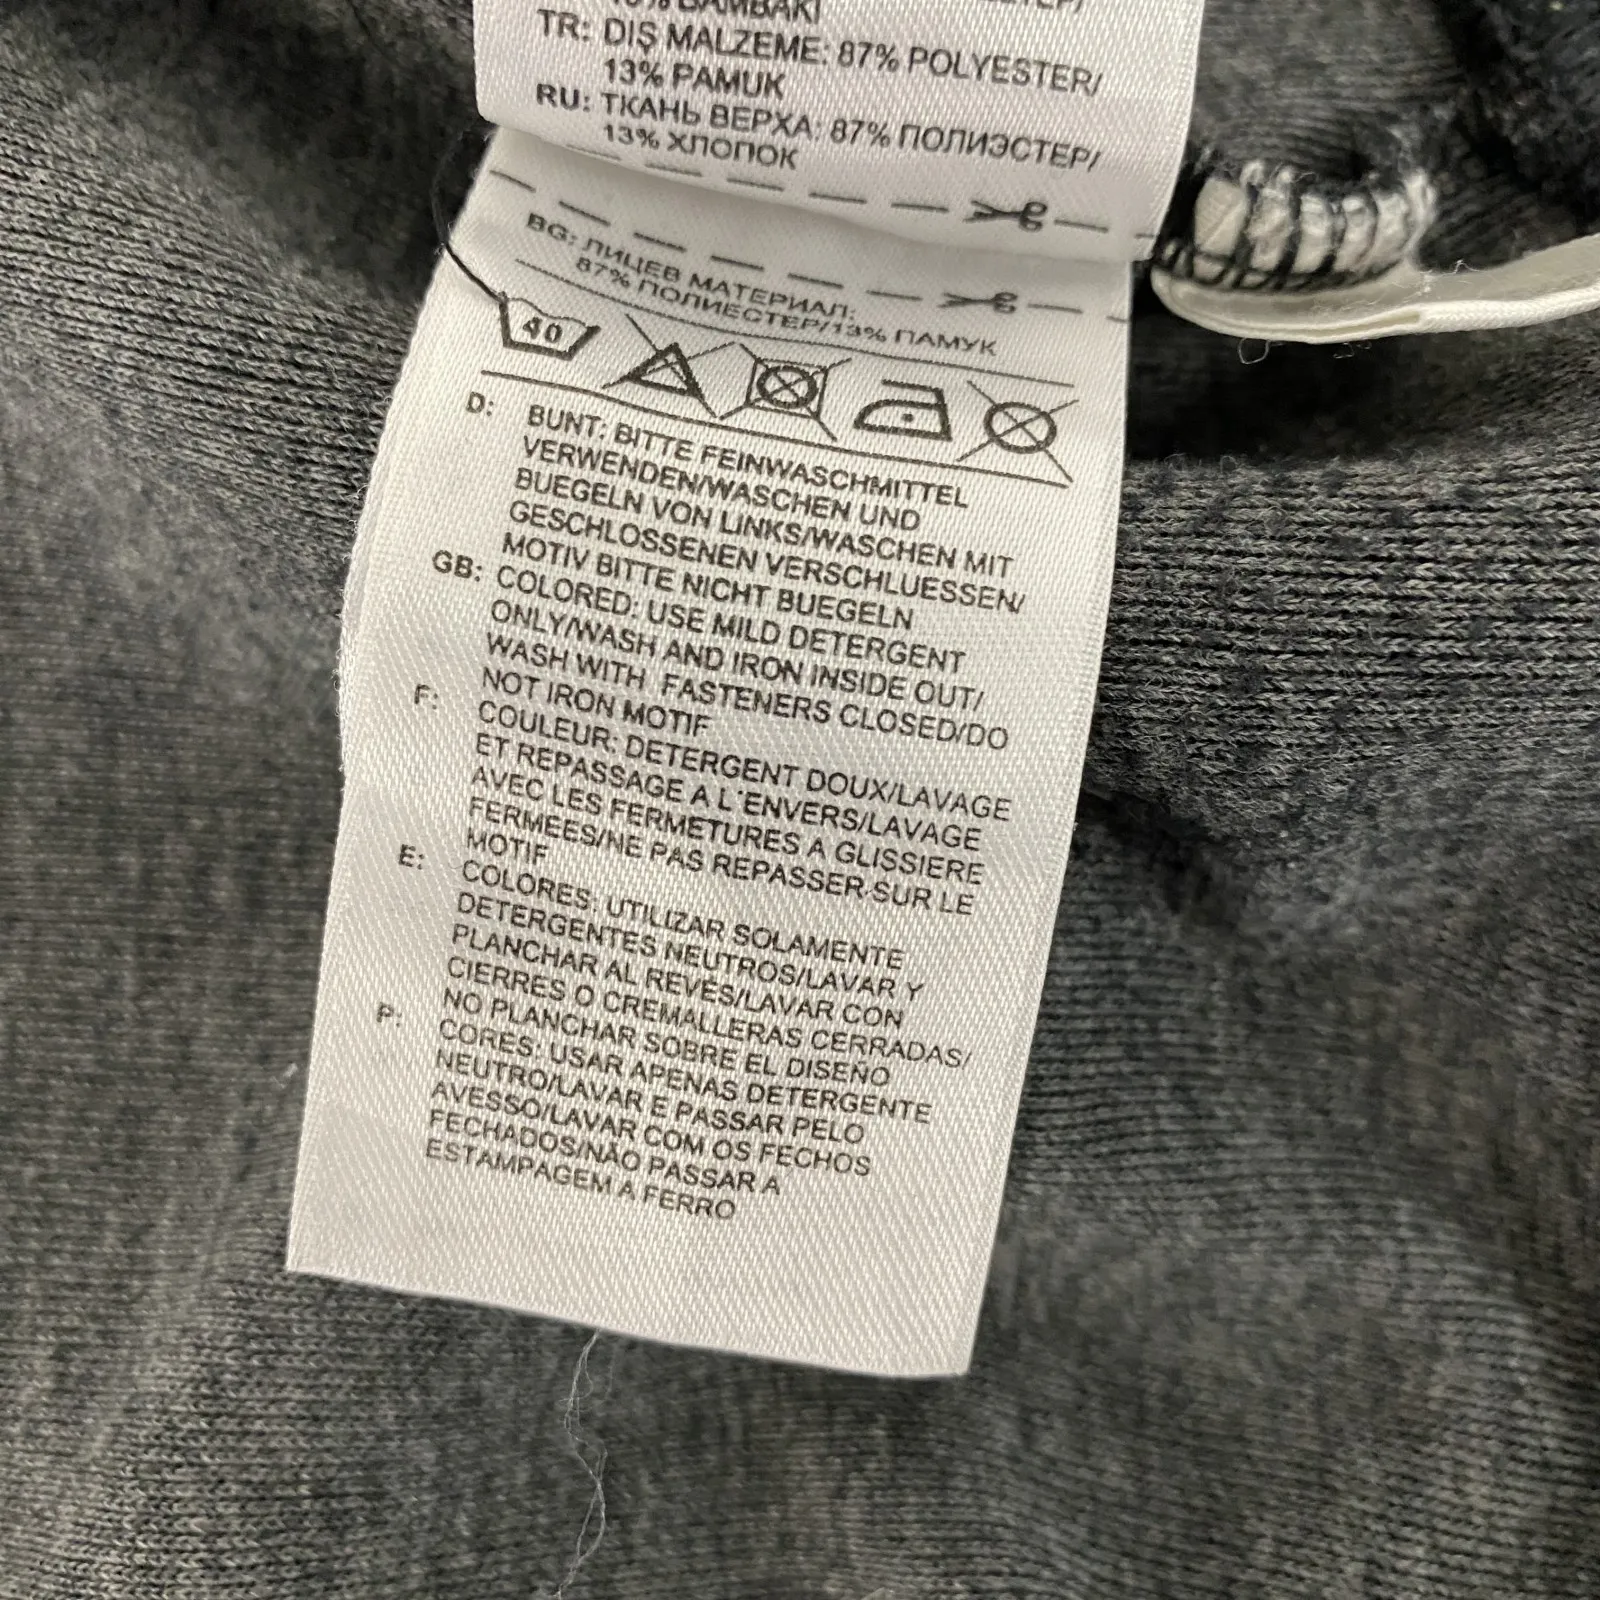 13% ΒΑΜΒΑΚΙ
TR: DIŞ MALZEME: 87% POLYESTER/
13% PAMUK
RU: ТКАНЬ ВЕРХА: 87% ПОЛИЭСТЕР/
13% ХЛОПОК
BG: ЛИЦЕВ МАТЕРИАЛ:
87% ПОЛИЕСТЕР/13% ПАМУК
40
D: BUNT: BITTE FEINWASCHMITTEL
VERWENDEN/WASCHEN UND
BUEGELN VON LINKS/WASCHEN MIT
GESCHLOSSENEN VERSCHLUESSEN/
MOTIV BITTE NICHT BUEGELN
GB: COLORED: USE MILD DETERGENT
ONLY/WASH AND IRON INSIDE OUT/
WASH WITH FASTENERS CLOSED/DO
NOT IRON MOTIF
F: COULEUR: DETERGENT DOUX/LAVAGE
ET REPASSAGE A L'ENVERS/LAVAGE
AVEC LES FERMETURES A GLISSIERE
FERMEES/NE PAS REPASSER SUR LE
MOTIF
E: COLORES: UTILIZAR SOLAMENTE
DETERGENTES NEUTROS/LAVAR Y
PLANCHAR AL REVÉS/LAVAR CON
CIERRES O CREMALLERAS CERRADAS/
NO PLANCHAR SOBRE EL DISEÑO
P: CORES: USAR APENAS DETERGENTE
NEUTRO/LAVAR E PASSAR PELO
AVESSO/LAVAR COM OS FECHOS
FECHADOS/NÃO PASSAR A
ESTAMPAGEM A FERRO